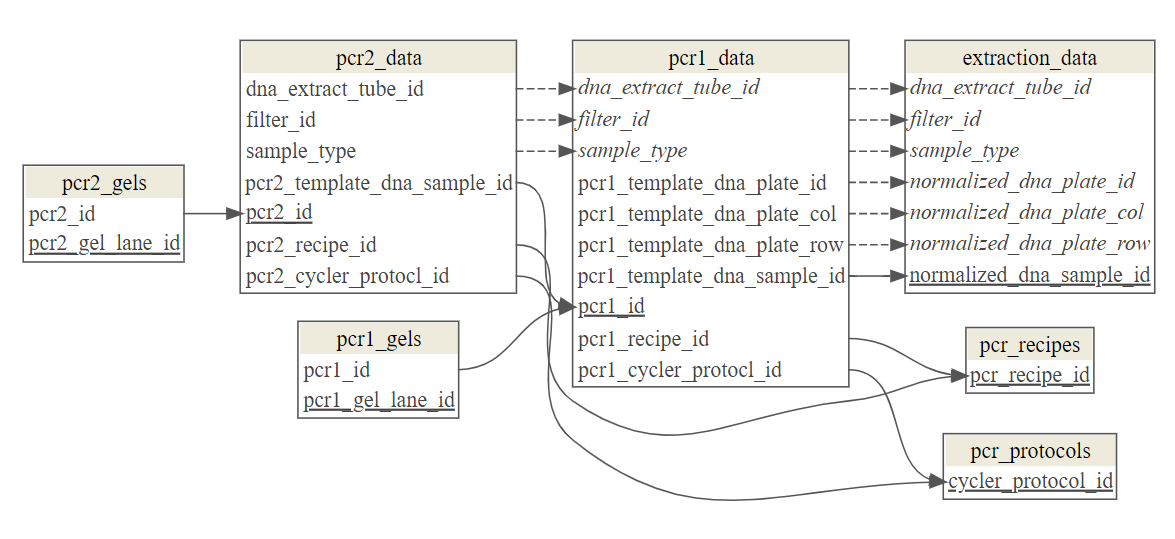 pcr2_data
dna_extract_tube_id
filter_id
sample_type
pcr2_template_dna_sample_id
pcr2_id
pcr2_recipe_id
pcr2_cycler_protocl_id
pcr1_data
dna_extract_tube_id
filter_id
sample_type
pcr1_template_dna_plate_id
pcr1_template_dna_plate_col
pcr1_template_dna_plate_row
pcr1_template_dna_sample_id
pcr1_id
pcr1_recipe_id
pcr1_cycler_protocl_id
extraction_data
dna_extract_tube_id
filter_id
sample_type
normalized_dna_plate_id
normalized_dna_plate_col
normalized_dna_plate_row
normalized_dna_sample_id
pcr2_gels
pcr2_id
pcr2_gel_lane_id
pcr1_gels
pcr1_id
pcr1_gel_lane_id
pcr_recipes
pcr_recipe_id
pcr_protocols
cycler_protocol_id